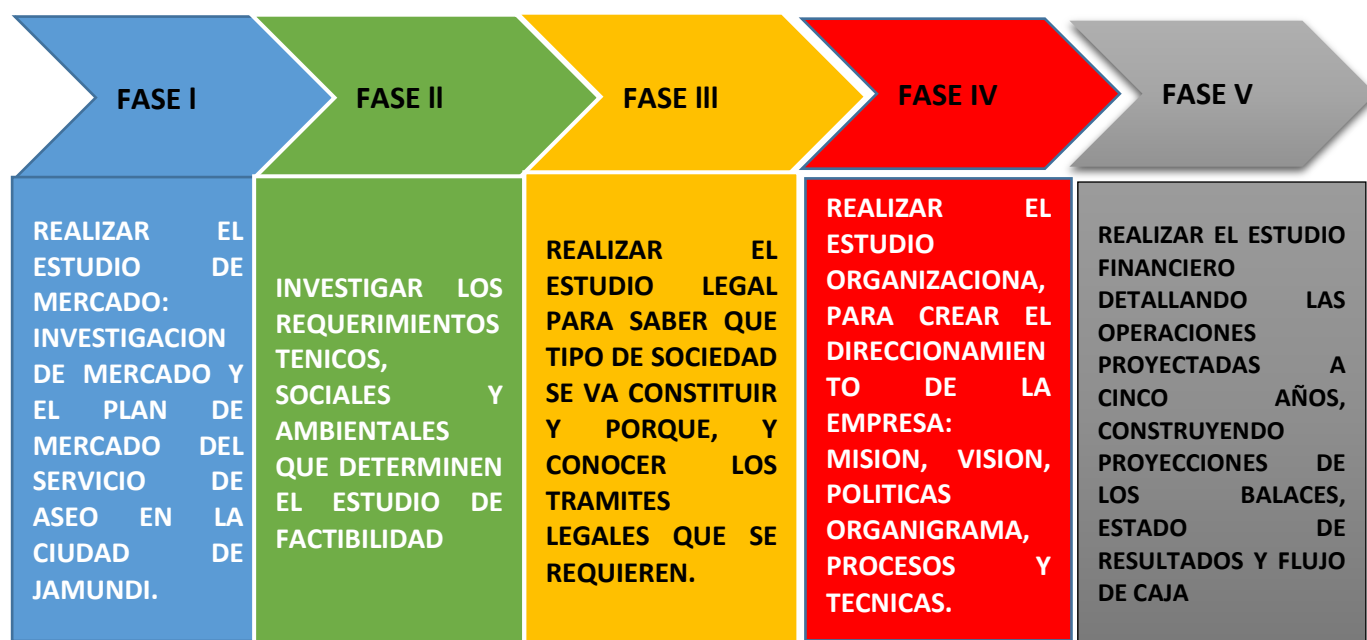 FASE l
FASE ll
FASE lll
FASE IV
FASE V
REALIZAR EL
ESTUDIO DE
MERCADO:
INVESTIGACION
DE MERCADO Y
EL PLAN DE
MERCADO DEL
SERVICIO DE
ASEO EN LA
CIUDAD DE
JAMUNDI.
INVESTIGAR LOS
REQUERIMIENTOS
TENICOS,
SOCIALES Y
AMBIENTALES
QUE DETERMINEN
EL ESTUDIO DE
FACTIBILIDAD
REALIZAR EL
ESTUDIO LEGAL
PARA SABER QUE
TIPO DE SOCIEDAD
SE VA CONSTITUIR
Y PORQUE, Y
CONOCER LOS
TRAMITES
LEGALES QUE SE
REQUIEREN.
REALIZAR EL
ESTUDIO
ORGANIZACIONA,
PARA CREAR EL
DIRECCIONAMIEN
TO DE LA
EMPRESA:
MISION, VISION,
POLITICAS
ORGANIGRAMA,
PROCESOS Y
TECNICAS.
REALIZAR EL ESTUDIO
FINANCIERO
DETALLANDO LAS
OPERACIONES
PROYECTADAS A
CINCO AÑOS,
CONSTRUYENDO
PROYECCIONES DE
LOS BALACES,
ESTADO DE
RESULTADOS Y FLUJO
DE CAJA